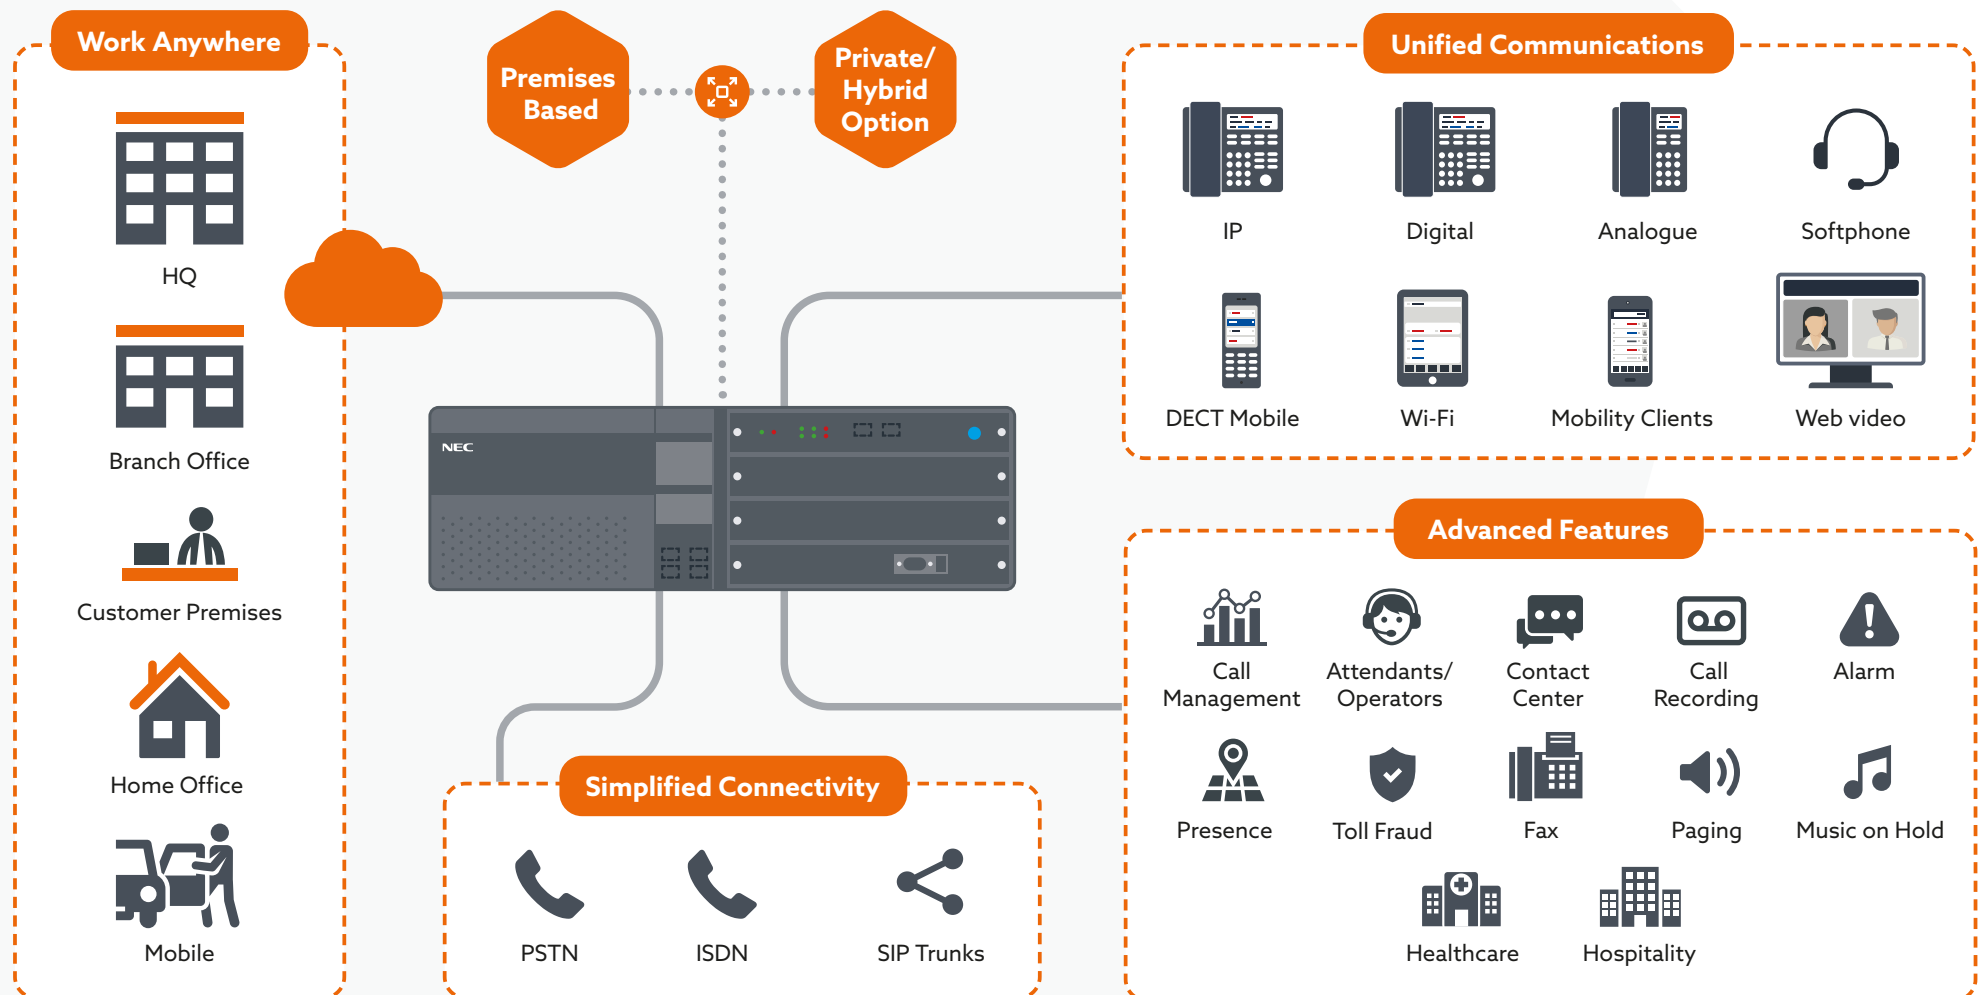 Work Anywhere
HQ
Branch Office
Customer Premises
Home Office
Mobile
Premises
Based
Private/
Hybrid
Option
NEC
Simplified Connectivity
PSTN
ISDN
SIP Trunks
Unified Communications
IP
Digital
Analogue
Softphone
DECT Mobile
Wi-Fi
Mobility Clients
Web video
Advanced Features
Call
Management
Attendants/
Operators
Contact
Center
Call
Recording
Alarm
Presence
Toll Fraud
Fax
Paging
Music on Hold
Healthcare
Hospitality